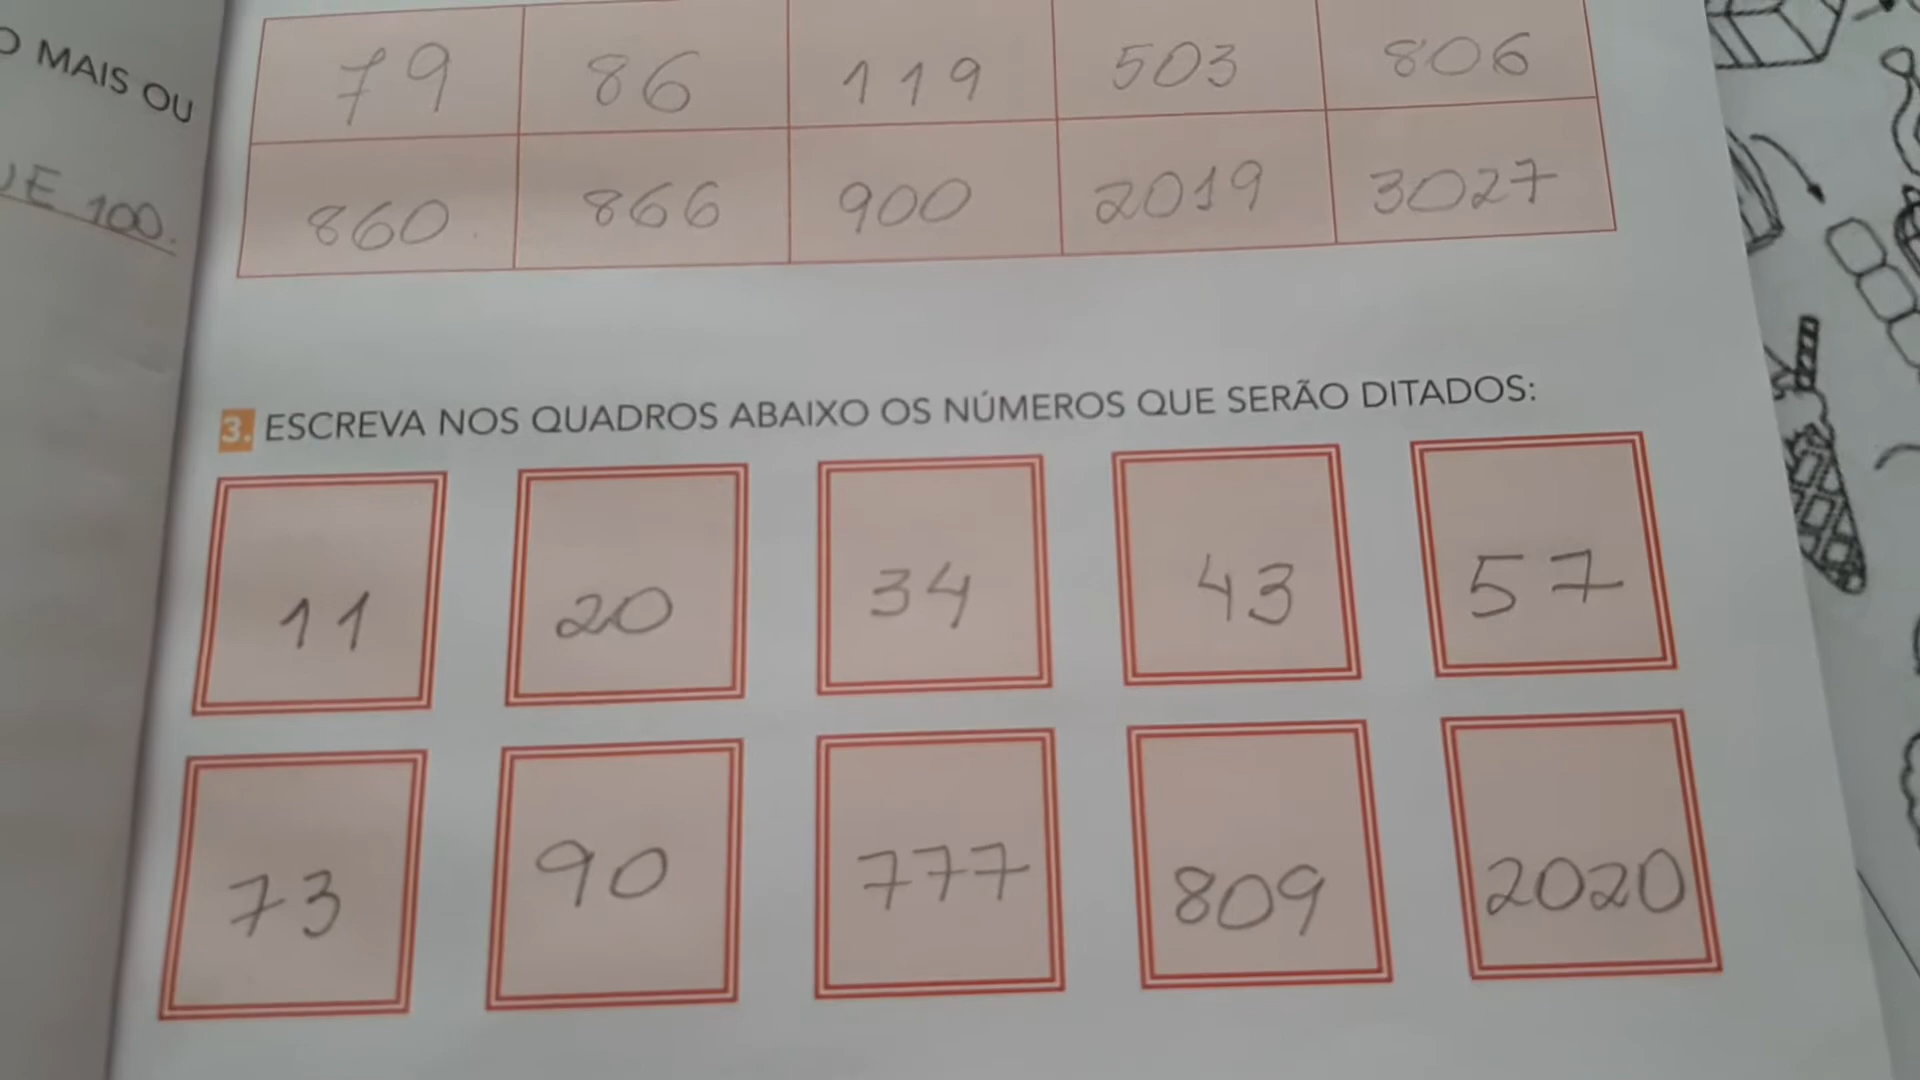 O MAIS OU
UE 100.
79 86 119 503 806
860 866 900 2019 3027
3. ESCREVA NOS QUADROS ABAIXO OS NÚMEROS QUE SERÃO DITADOS:
11 20 34 43 57
73 90 777 809 2020